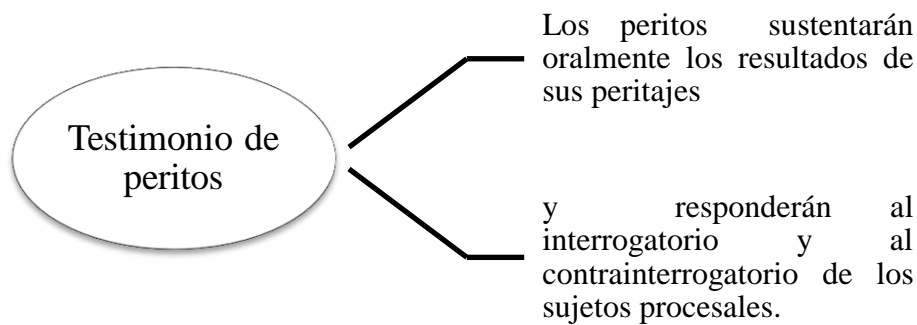 Testimonio de
peritos
Los peritos sustentarán
oralmente los resultados de
sus peritajes
y responderán al
interrogatorio y al
contrainterrogatorio de los
sujetos procesales.